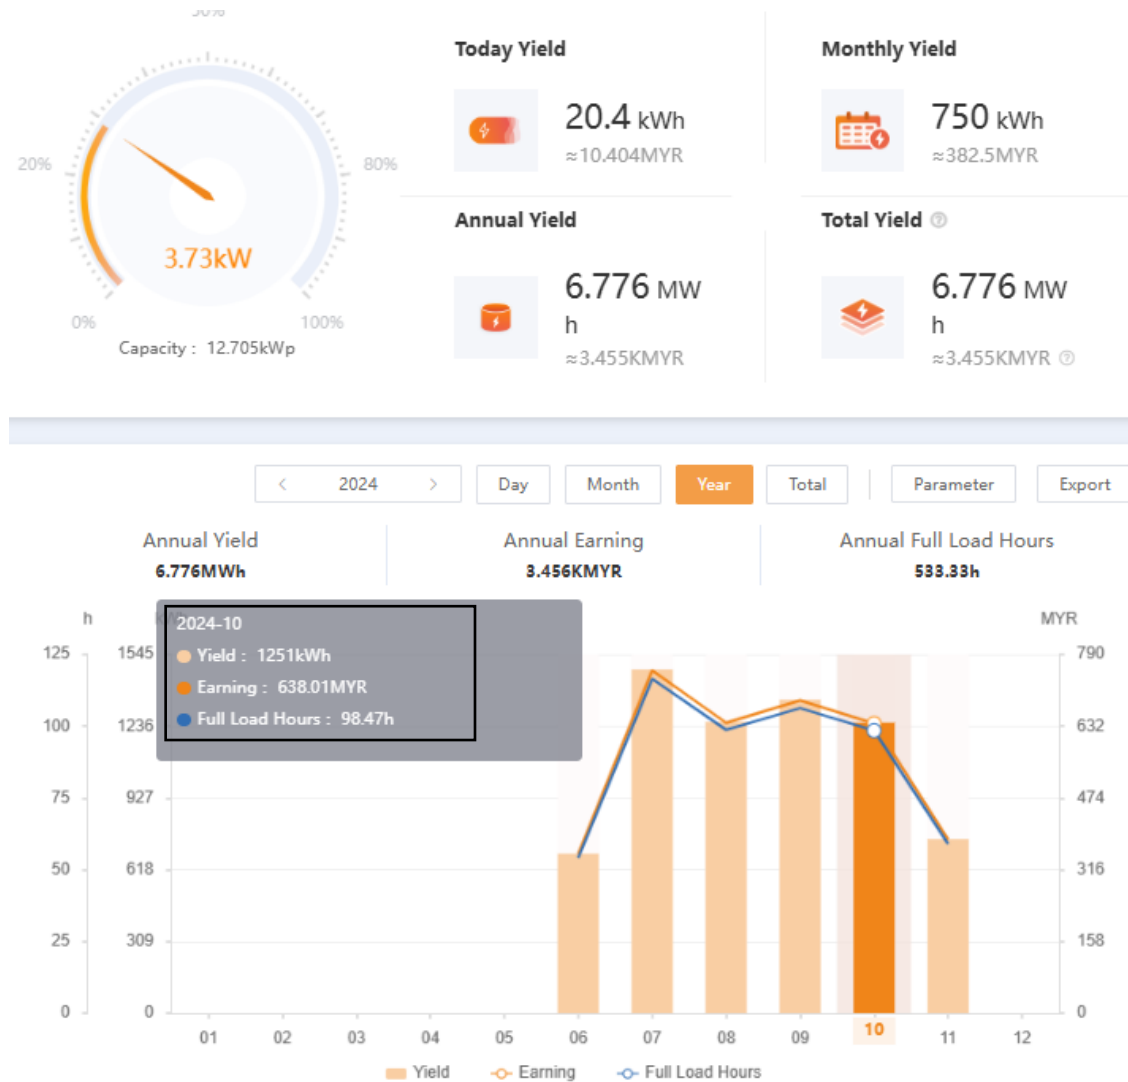 Today Yield
20.4 kWh
≈10.404MYR
Monthly Yield
750 kWh
≈382.5MYR
20%
80%
3.73kW
0%
100%
Capacity : 12.705kWp
Annual Yield
6.776 MW
h
≈3.455KMYR
Total Yield
6.776 MW
h
≈3.455KMYR
< 2024 >
Day
Month
Year
Total
Parameter
Export
Annual Yield
6.776MWh
Annual Earning
3.456KMYR
Annual Full Load Hours
533.33h
h
kWh
MYR
2024-10
Yield : 1251kWh
Earning : 638.01MYR
Full Load Hours : 98.47h
125
1545
790
100
1236
632
75
927
474
50
618
316
25
309
158
0
0
0
01 02 03 04 05 06 07 08 09 10 11 12
Yield
Earning
Full Load Hours